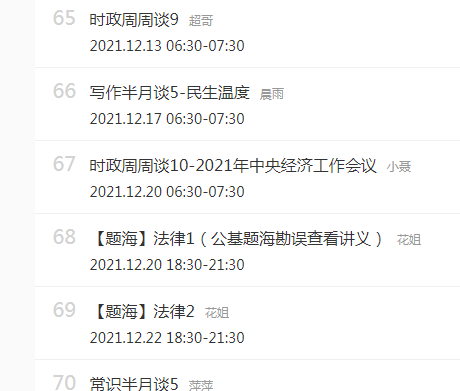 65 时政周周谈9 超哥
2021.12.13 06:30-07:30
66 写作半月谈5-民生温度 晨雨
2021.12.17 06:30-07:30
67 时政周周谈10-2021年中央经济工作会议 小聂
2021.12.20 06:30-07:30
68 【题海】法律1（公基题海勘误查看讲义） 花姐
2021.12.20 18:30-21:30
69 【题海】法律2 花姐
2021.12.22 18:30-21:30
70 常识半月谈5 萍萍